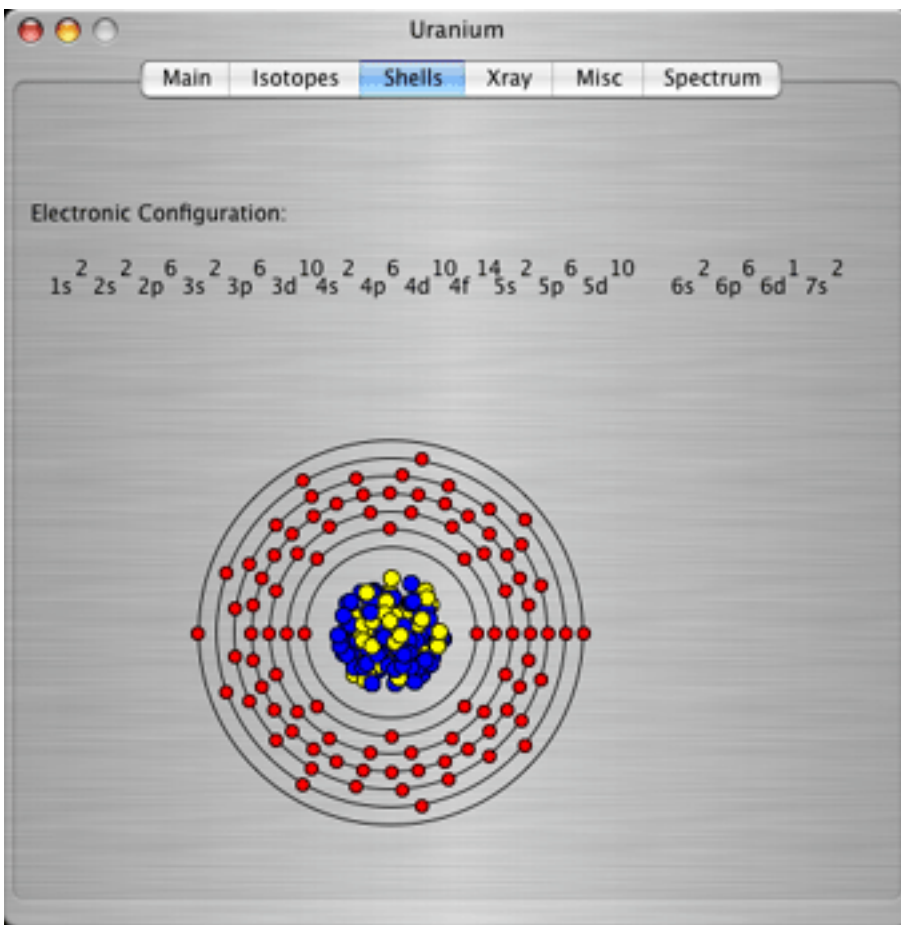 Uranium
Main Isotopes Shells Xray Misc Spectrum
Electronic Configuration:
1s² 2s² 2p⁶ 3s² 3p⁶ 3d¹⁰ 4s² 4p⁶ 4d¹⁰ 4f¹⁴ 5s² 5p⁶ 5d¹⁰ 6s² 6p⁶ 6d¹ 7s²